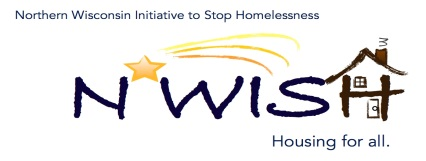 Northern Wisconsin Initiative to Stop Homelessness
N WISH
Housing for all.